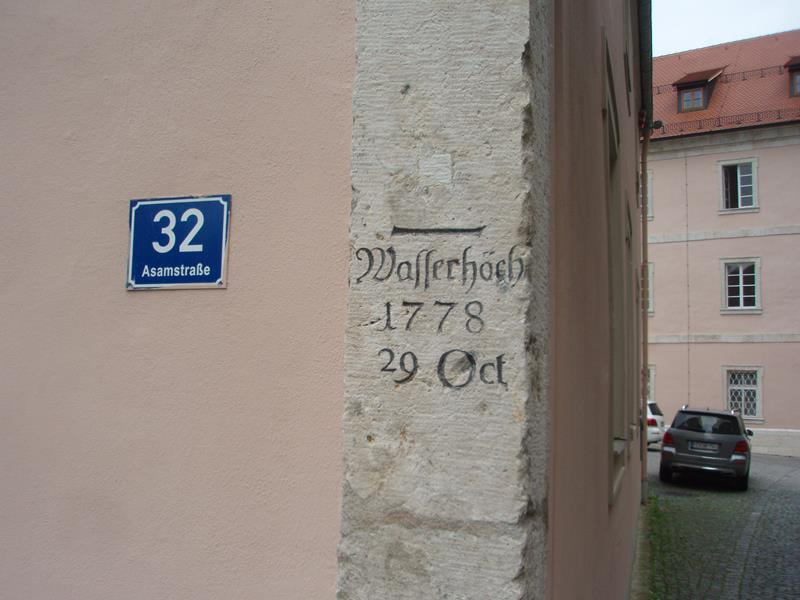 32
Asamstraße
Waſſerhöch
1778
29 Oct